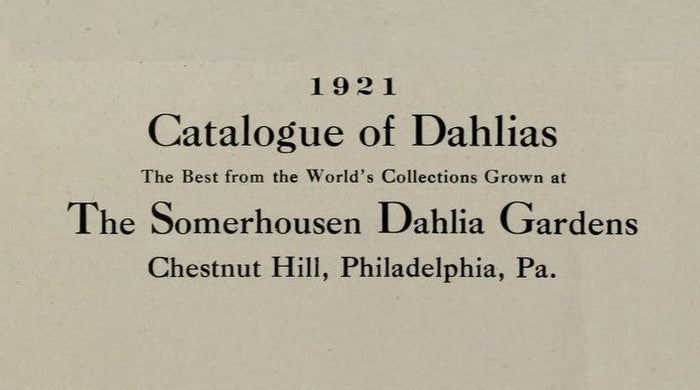 1921
Catalogue of Dahlias
The Best from the World's Collections Grown at
The Somerhousen Dahlia Gardens
Chestnut Hill, Philadelphia, Pa.